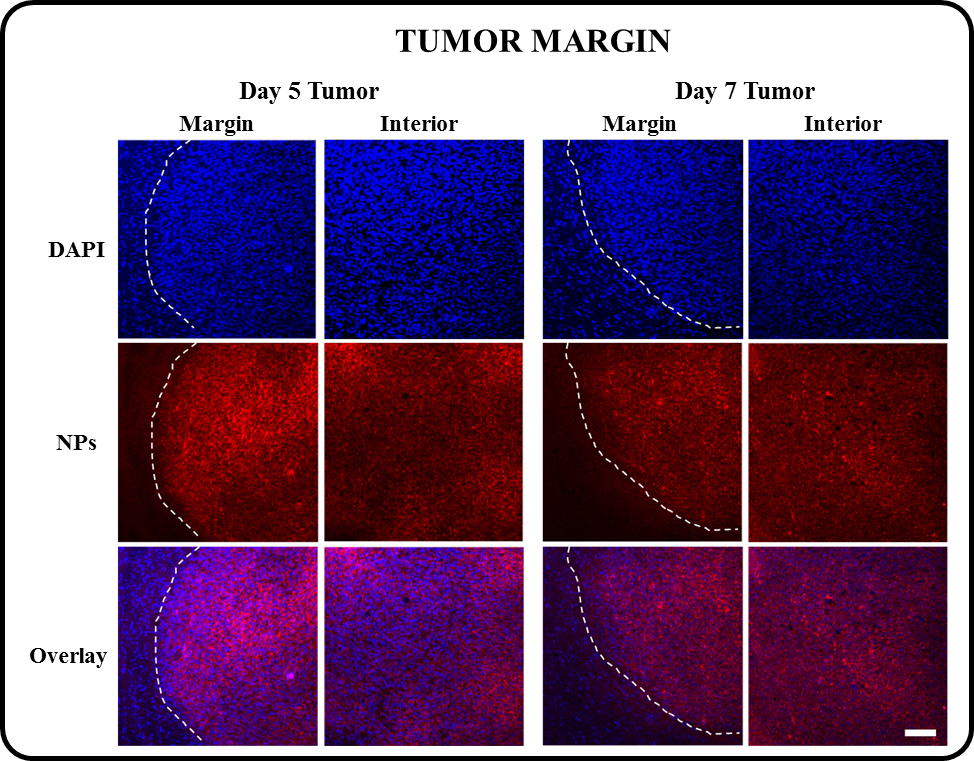 TUMOR MARGIN
Day 5 Tumor Day 7 Tumor
Margin Interior Margin Interior
DAPI
NPs
Overlay